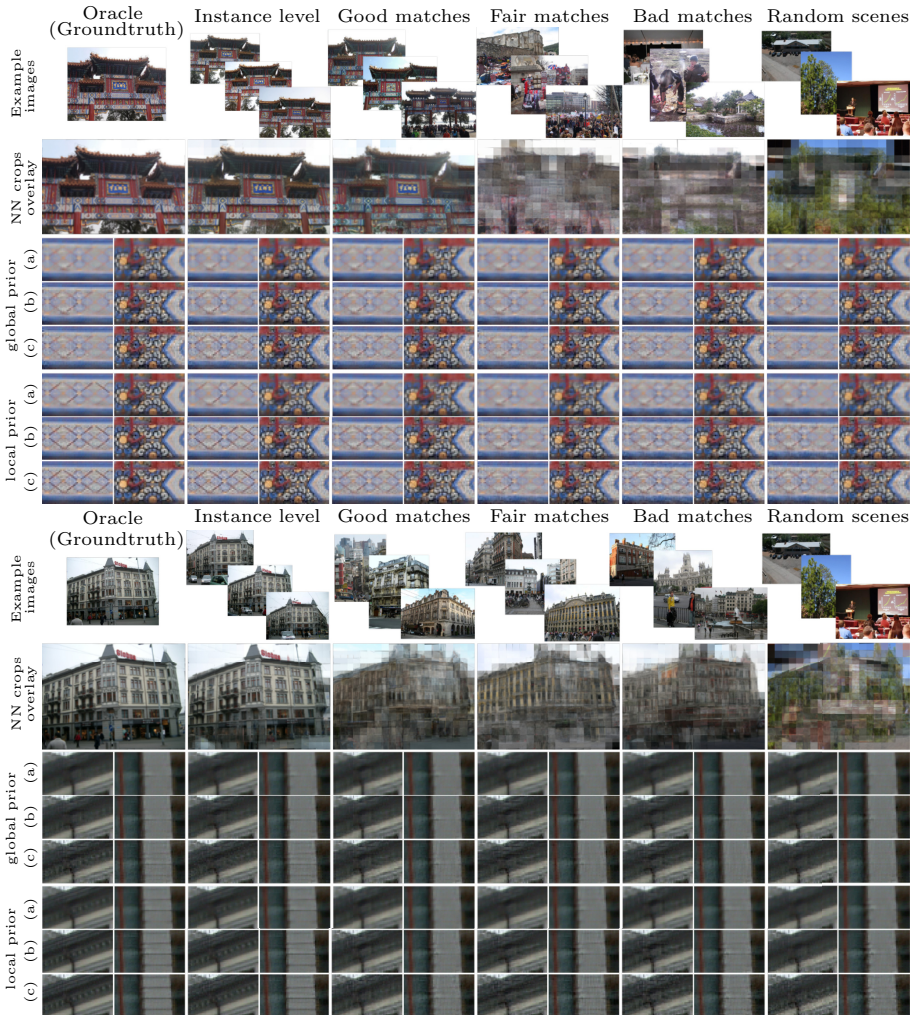 Oracle
(Groundtruth)
Instance level
Good matches
Fair matches
Bad matches
Random scenes
Example
images
NN crops
overlay
global prior
(a)
(b)
(c)
local prior
(a)
(b)
(c)
Oracle
(Groundtruth)
Instance level
Good matches
Fair matches
Bad matches
Random scenes
Example
images
NN crops
overlay
global prior
(a)
(b)
(c)
local prior
(a)
(b)
(c)